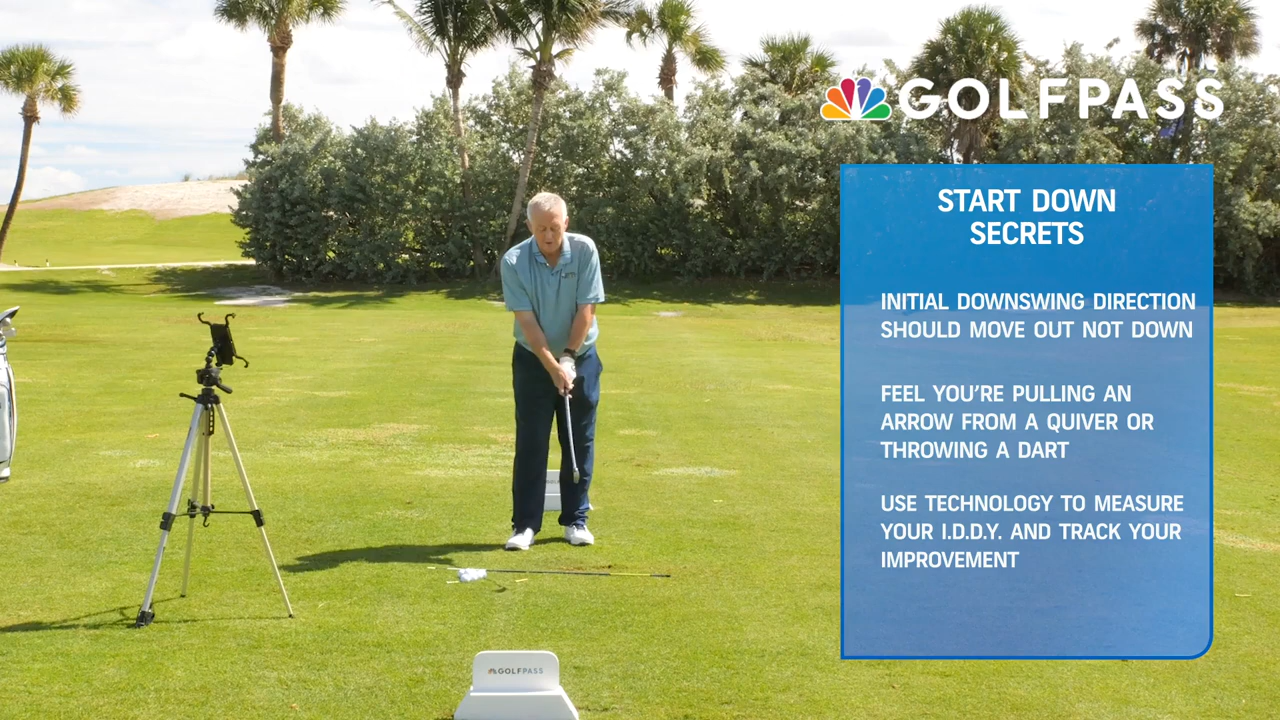 GOLFPASS
START DOWN
SECRETS
INITIAL DOWNSWING DIRECTION
SHOULD MOVE OUT NOT DOWN
FEEL YOU'RE PULLING AN
ARROW FROM A QUIVER OR
THROWING A DART
USE TECHNOLOGY TO MEASURE
YOUR I.D.D.Y. AND TRACK YOUR
IMPROVEMENT
GOLFPASS